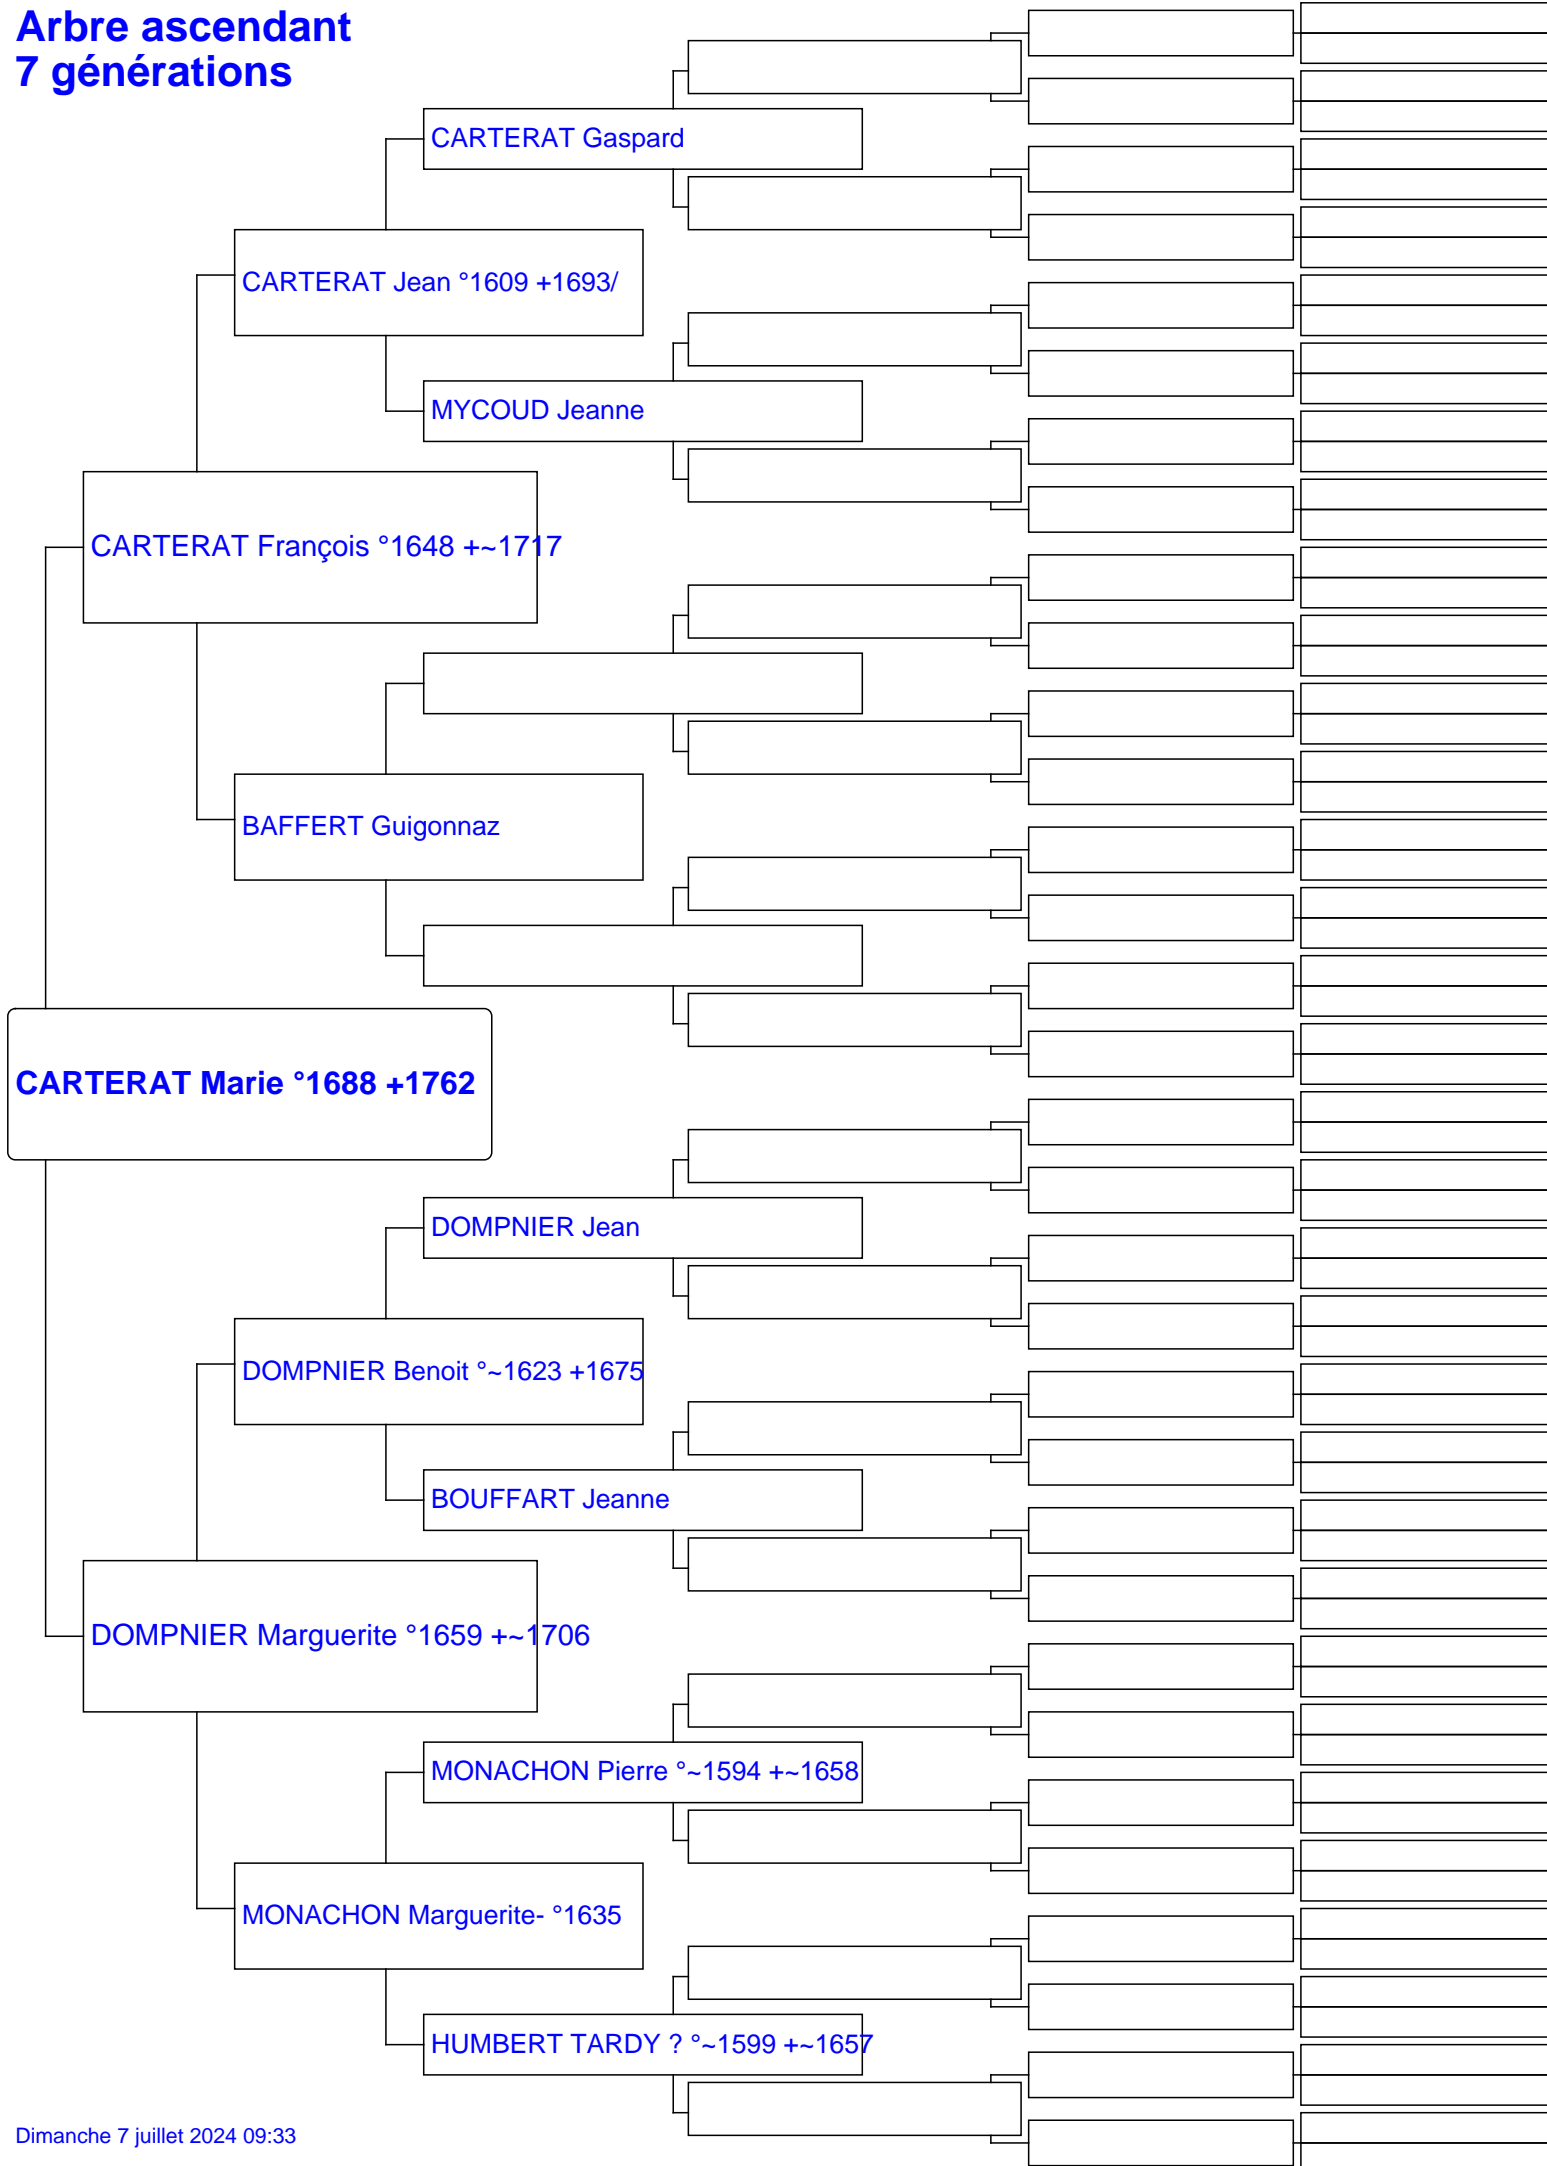 Arbre ascendant
7 générations
CARTERAT Gaspard
CARTERAT Jean °1609 +1693/
MYCOUD Jeanne
CARTERAT François °1648 +~1717
BAFFERT Guigonnaz
CARTERAT Marie °1688 +1762
DOMPNIER Jean
DOMPNIER Benoit °~1623 +1675
BOUFFART Jeanne
DOMPNIER Marguerite °1659 +~1706
MONACHON Pierre °~1594 +~1658
MONACHON Marguerite- °1635
HUMBERT TARDY ? °~1599 +~1657
Dimanche 7 juillet 2024 09:33